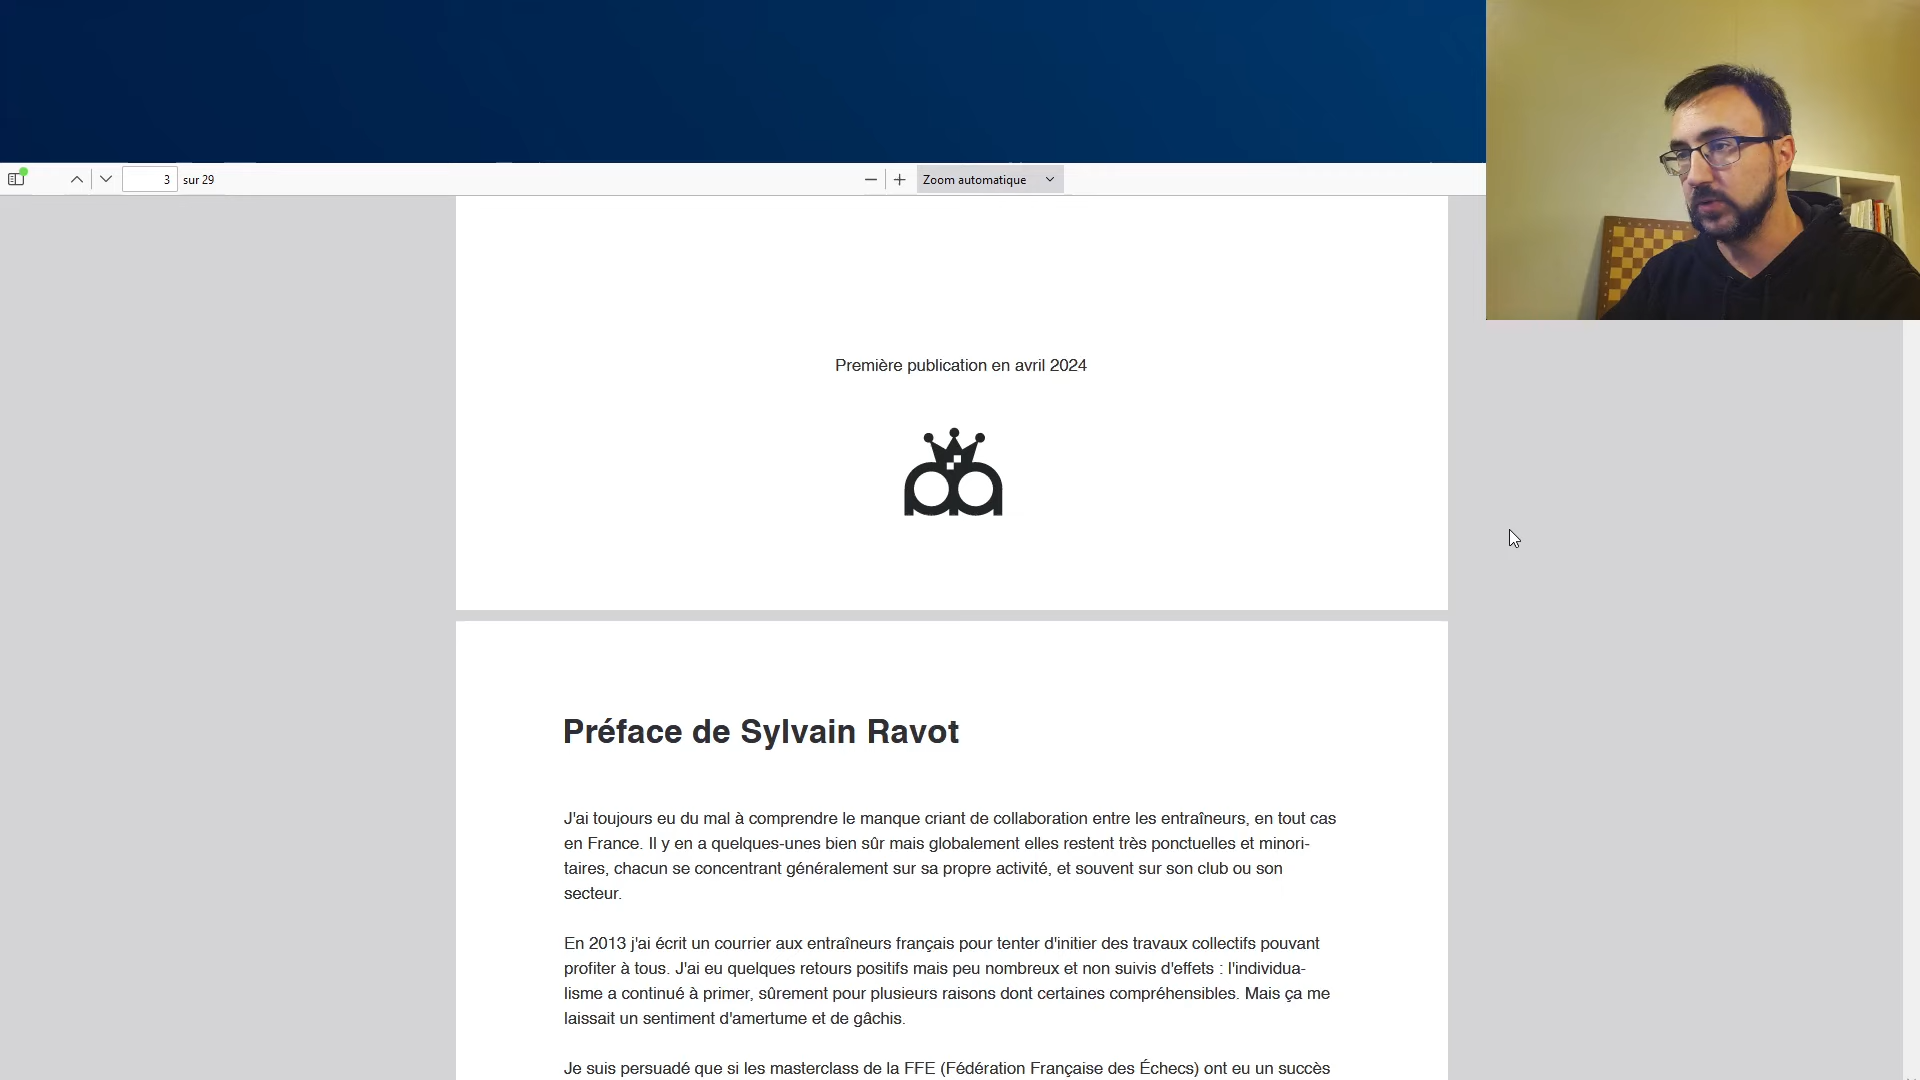 3 sur 29
Zoom automatique
Première publication en avril 2024
Préface de Sylvain Ravot
J'ai toujours eu du mal à comprendre le manque criant de collaboration entre les entraîneurs, en tout cas
en France. Il y en a quelques-unes bien sûr mais globalement elles restent très ponctuelles et minori-
taires, chacun se concentrant généralement sur sa propre activité, et souvent sur son club ou son
secteur.
En 2013 j'ai écrit un courrier aux entraîneurs français pour tenter d'initier des travaux collectifs pouvant
profiter à tous. J'ai eu quelques retours positifs mais peu nombreux et non suivis d'effets : l'individua-
lisme a continué à primer, sûrement pour plusieurs raisons dont certaines compréhensibles. Mais ça me
laissait un sentiment d'amertume et de gâchis.
Je suis persuadé que si les masterclass de la FFE (Fédération Française des Échecs) ont eu un succès